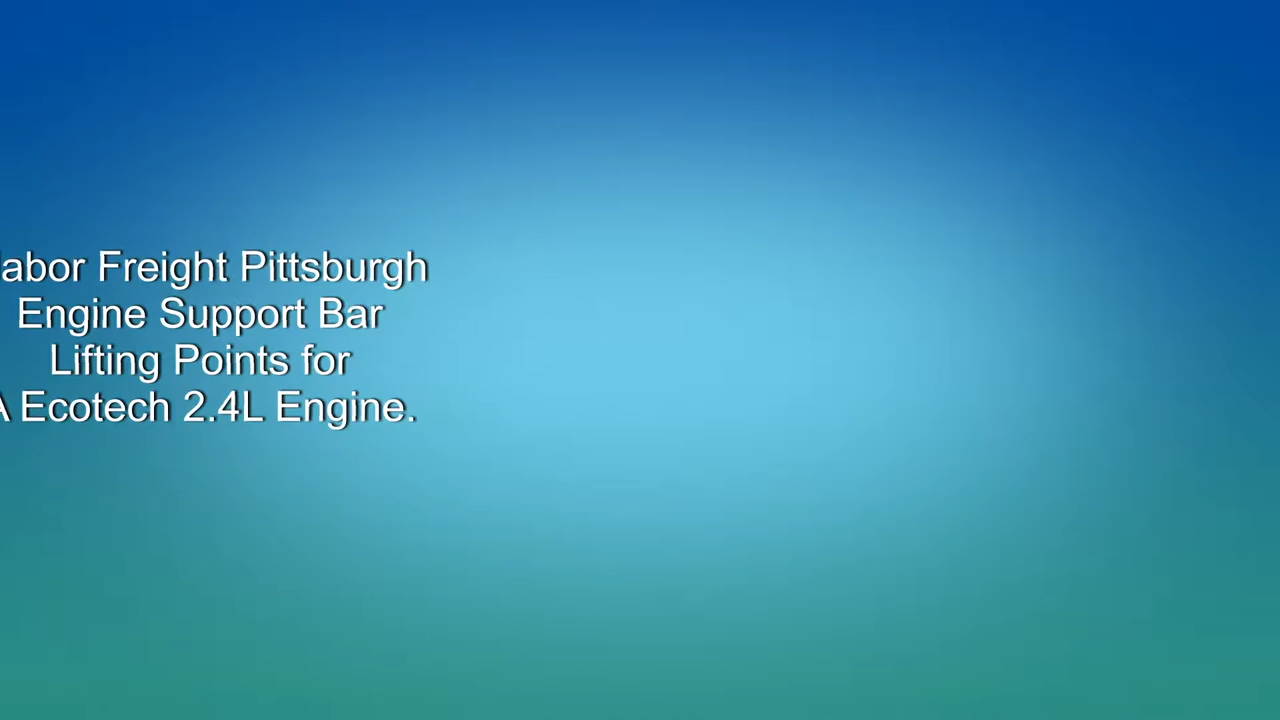 abor Freight Pittsburgh
Engine Support Bar
Lifting Points for
A Ecotech 2.4L Engine.